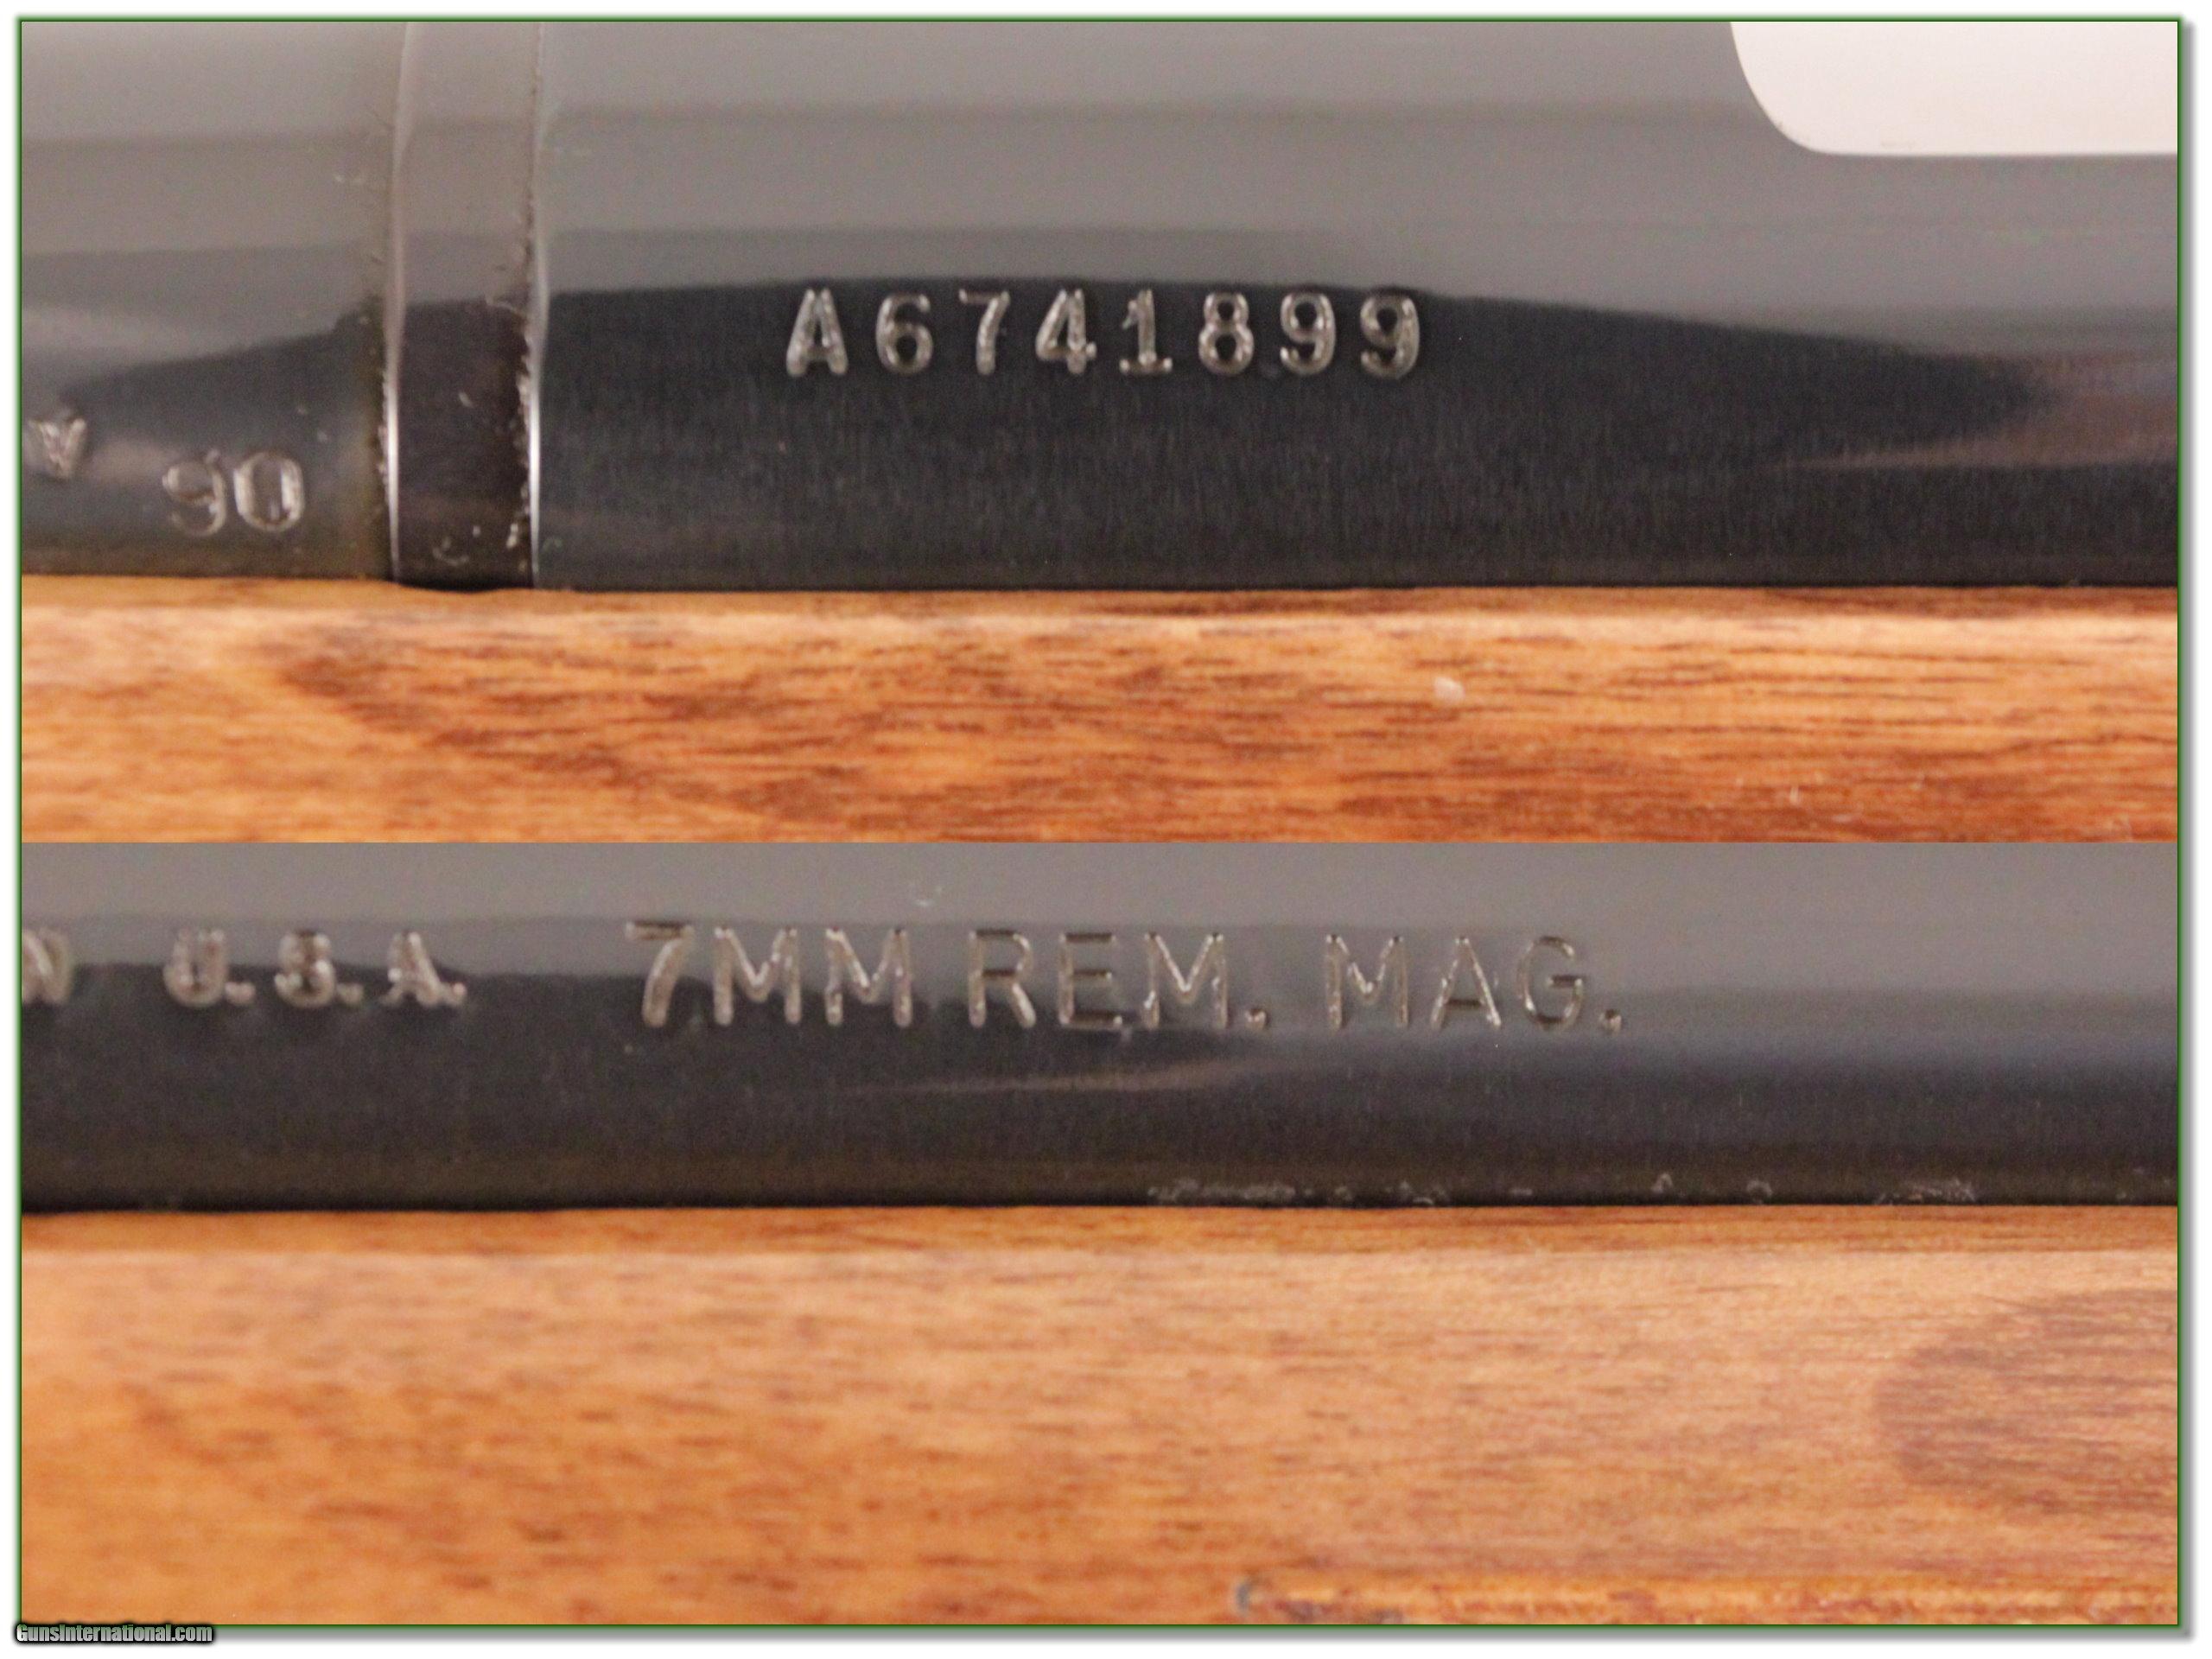 A6741899
90
U.S.A. 7MM REM. MAG.
GunsInternational.com